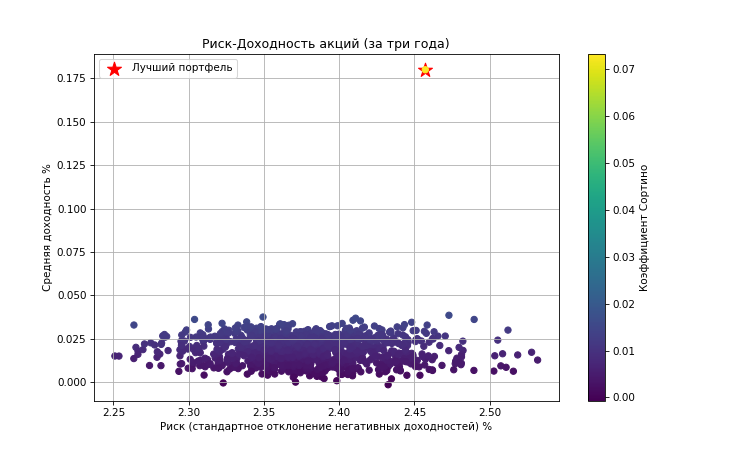 Риск-Доходность акций (за три года)
Лучший портфель
Средняя доходность %
0.175
0.150
0.125
0.100
0.075
0.050
0.025
0.000
2.25 2.30 2.35 2.40 2.45 2.50
Риск (стандартное отклонение негативных доходностей) %
0.07
0.06
0.05
0.04
0.03
0.02
0.01
0.00
Коэффициент Сортино